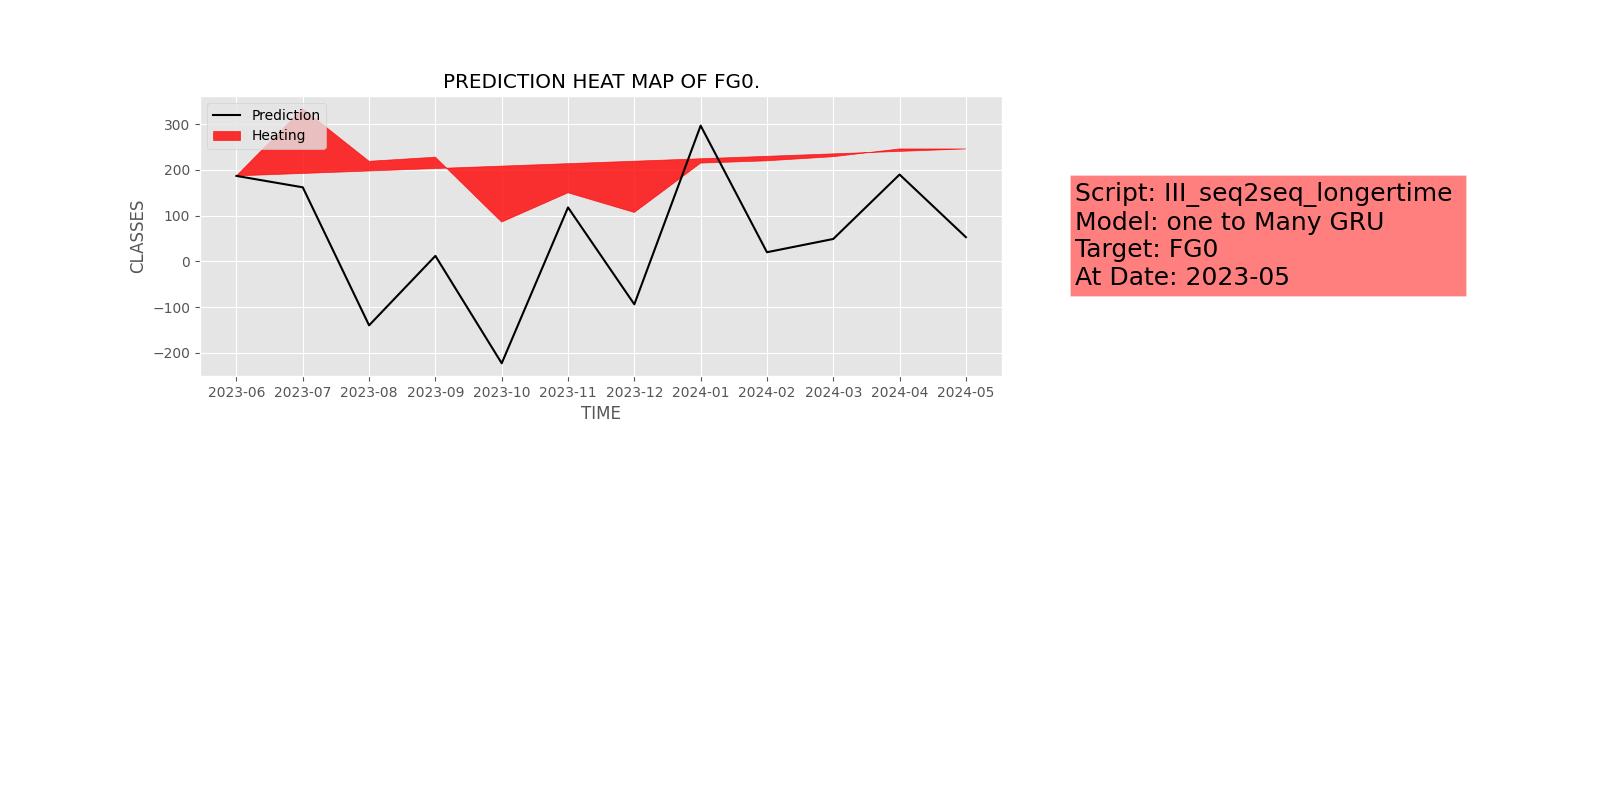 PREDICTION HEAT MAP OF FG0.
Prediction
Heating
300
200
100
0
−100
−200
CLASSES
2023-06 2023-07 2023-08 2023-09 2023-10 2023-11 2023-12 2024-01 2024-02 2024-03 2024-04 2024-05
TIME
Script: III_seq2seq_longertime
Model: one to Many GRU
Target: FG0
At Date: 2023-05